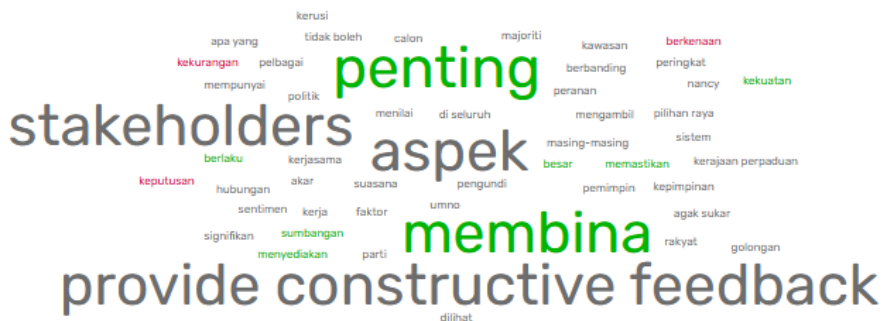 kerusi
apa yang tidak boleh calon majoriti kawasan berkenaan
kekurangan pelbagai penting berbanding peringkat
mempunyai politik peranan nancy kekuatan
stakeholders menilai di seluruh mengambil pilihan raya
aspek masing-masing sistem
berlaku kerjasama besar memastikan kerajaan perpaduan
keputusan hubungan akar suasana pengundi pemimpin kepimpinan
sentimen kerja faktor umno agak sukar
signifikan sumbangan membina rakyat golongan
menyediakan parti
provide constructive feedback
dilihat